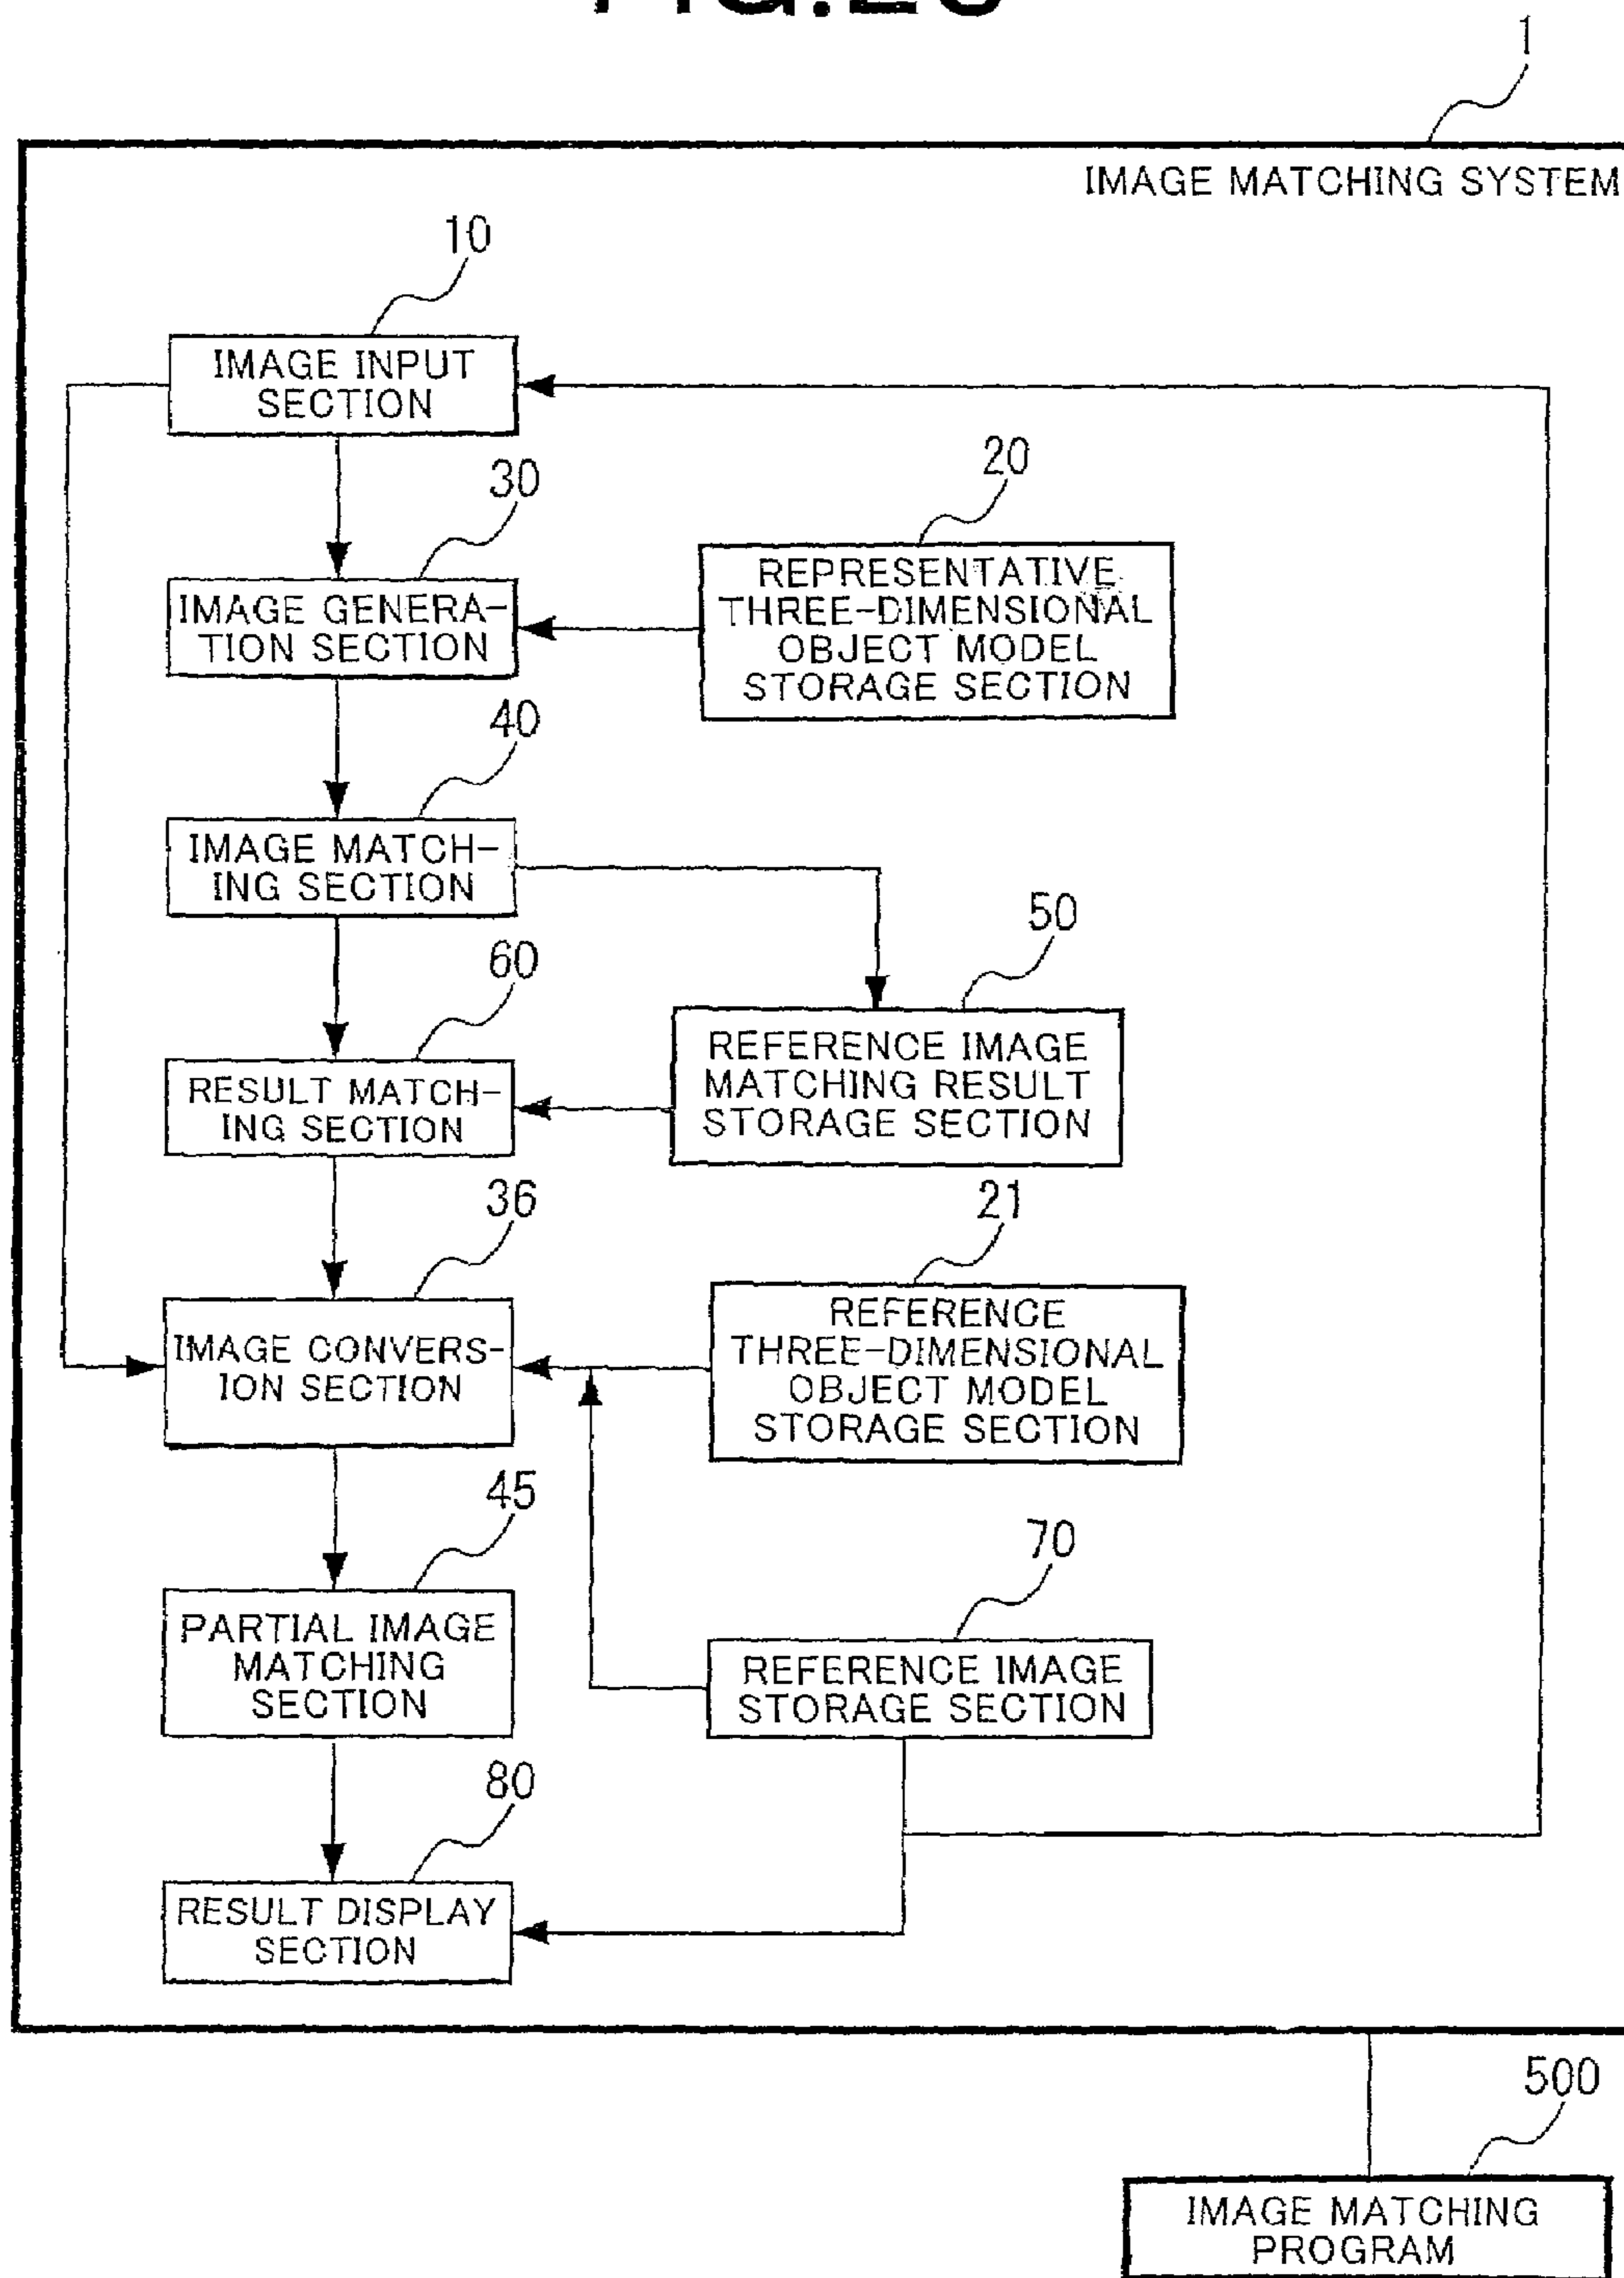 1
IMAGE MATCHING SYSTEM
10
IMAGE INPUT
SECTION
30
IMAGE GENERA-
TION SECTION
20
REPRESENTATIVE
THREE-DIMENSIONAL
OBJECT MODEL
STORAGE SECTION
40
IMAGE MATCH-
ING SECTION
50
REFERENCE IMAGE
MATCHING RESULT
STORAGE SECTION
60
RESULT MATCH-
ING SECTION
36
IMAGE CONVERS-
ION SECTION
21
REFERENCE
THREE-DIMENSIONAL
OBJECT MODEL
STORAGE SECTION
45
PARTIAL IMAGE
MATCHING
SECTION
70
REFERENCE IMAGE
STORAGE SECTION
80
RESULT DISPLAY
SECTION
500
IMAGE MATCHING
PROGRAM